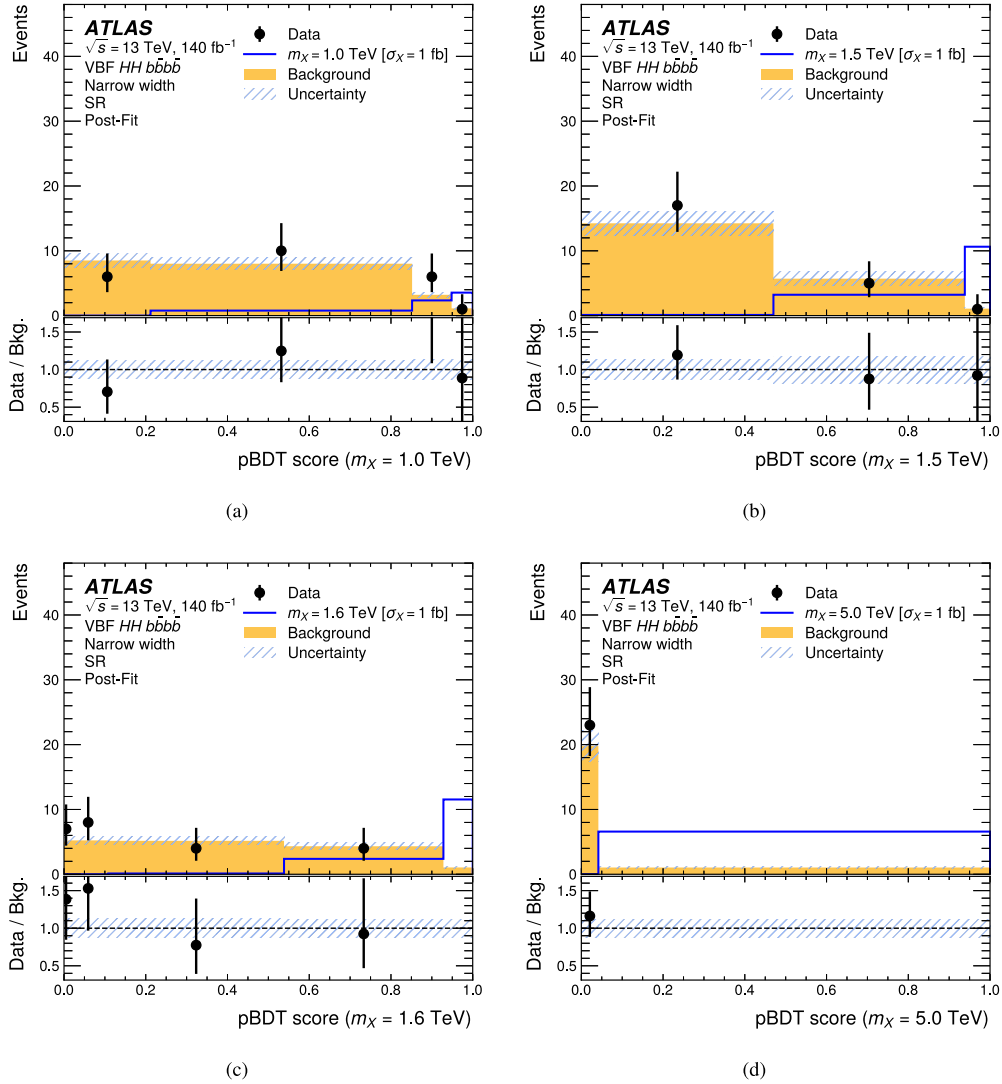 Events
ATLAS
√s = 13 TeV, 140 fb⁻¹
VBF HH bb̄bb̄
Narrow width
SR
Post-Fit
Data
m_X = 1.0 TeV [σ_X = 1 fb]
Background
Uncertainty
40
30
20
10
0
Data / Bkg.
1.5
1.0
0.5
0.0 0.2 0.4 0.6 0.8 1.0
pBDT score (m_X = 1.0 TeV)
(a)
Events
ATLAS
√s = 13 TeV, 140 fb⁻¹
VBF HH bb̄bb̄
Narrow width
SR
Post-Fit
Data
m_X = 1.5 TeV [σ_X = 1 fb]
Background
Uncertainty
40
30
20
10
0
Data / Bkg.
1.5
1.0
0.5
0.0 0.2 0.4 0.6 0.8 1.0
pBDT score (m_X = 1.5 TeV)
(b)
Events
ATLAS
√s = 13 TeV, 140 fb⁻¹
VBF HH bb̄bb̄
Narrow width
SR
Post-Fit
Data
m_X = 1.6 TeV [σ_X = 1 fb]
Background
Uncertainty
40
30
20
10
0
Data / Bkg.
1.5
1.0
0.5
0.0 0.2 0.4 0.6 0.8 1.0
pBDT score (m_X = 1.6 TeV)
(c)
Events
ATLAS
√s = 13 TeV, 140 fb⁻¹
VBF HH bb̄bb̄
Narrow width
SR
Post-Fit
Data
m_X = 5.0 TeV [σ_X = 1 fb]
Background
Uncertainty
40
30
20
10
0
Data / Bkg.
1.5
1.0
0.5
0.0 0.2 0.4 0.6 0.8 1.0
pBDT score (m_X = 5.0 TeV)
(d)